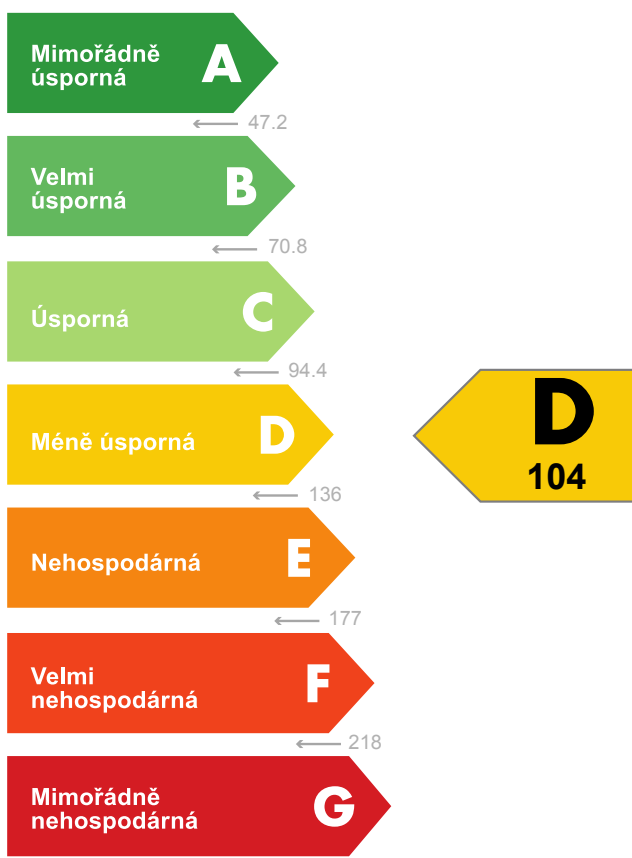 Mimořádně
úsporná
A
47.2
Velmi
úsporná
B
70.8
Úsporná
C
94.4
Méně úsporná
D
136
Nehospodárná
E
177
Velmi
nehospodárná
F
218
Mimořádně
nehospodárná
G
D
104